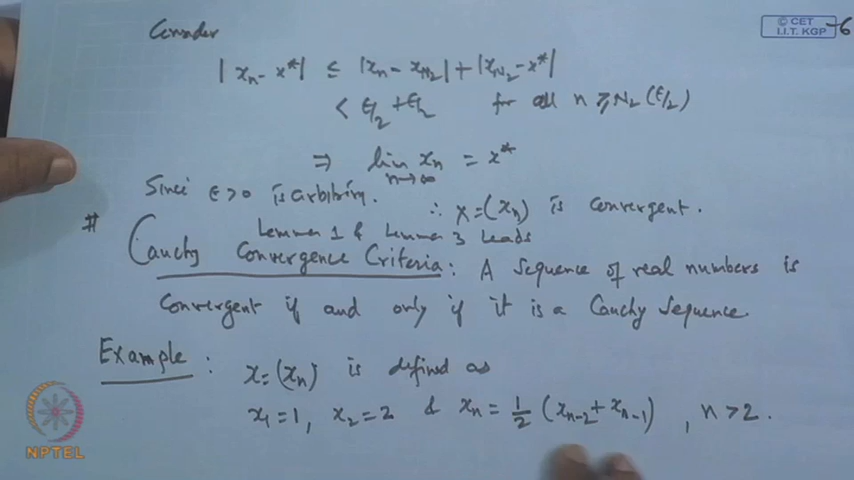 Consider
© CET
I.I.T. KGP
-6
|xn - x*| ≤ |xn - xN2| + |xN2 - x*|
< ε/2 + ε/2 for all n ≥ N2 (ε/2)
⇒ lim n→∞ xn = x*
Since ε > 0 is arbitrary.
∴ X = (xn) is convergent.
# Lemma 1 & Lemma 3 leads
Cauchy Convergence Criteria : A Sequence of real numbers is
Convergent if and only if it is a Cauchy Sequence.
Example : x = (xn) is defined as
x1 = 1, x2 = 2 & xn = 1/2 (xn-2 + xn-1), n > 2.
NPTEL